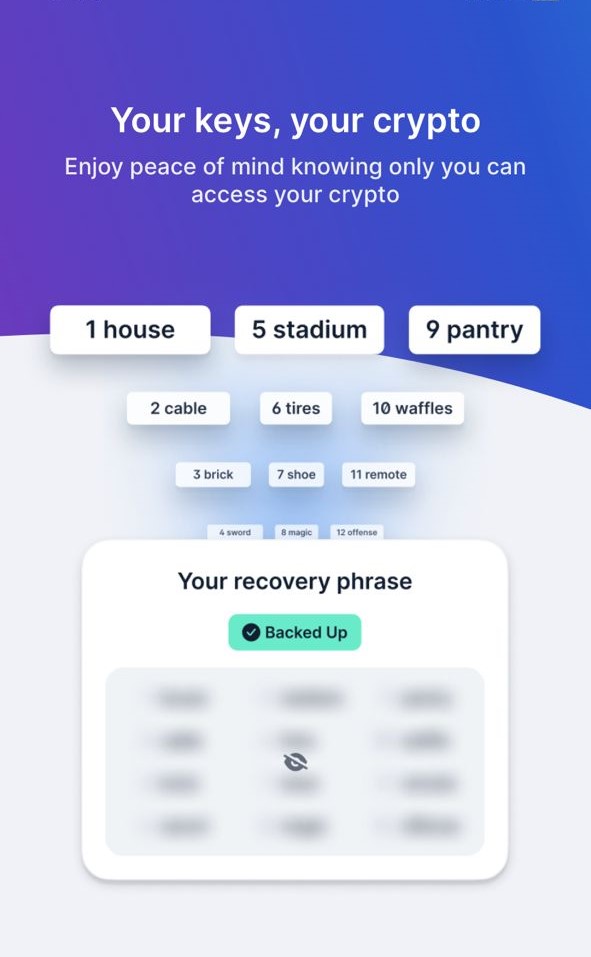 Your keys, your crypto
Enjoy peace of mind knowing only you can
access your crypto
1 house
5 stadium
9 pantry
2 cable
6 tires
10 waffles
3 brick
7 shoe
11 remote
4 sword
8 magic
12 offense
Your recovery phrase
Backed Up